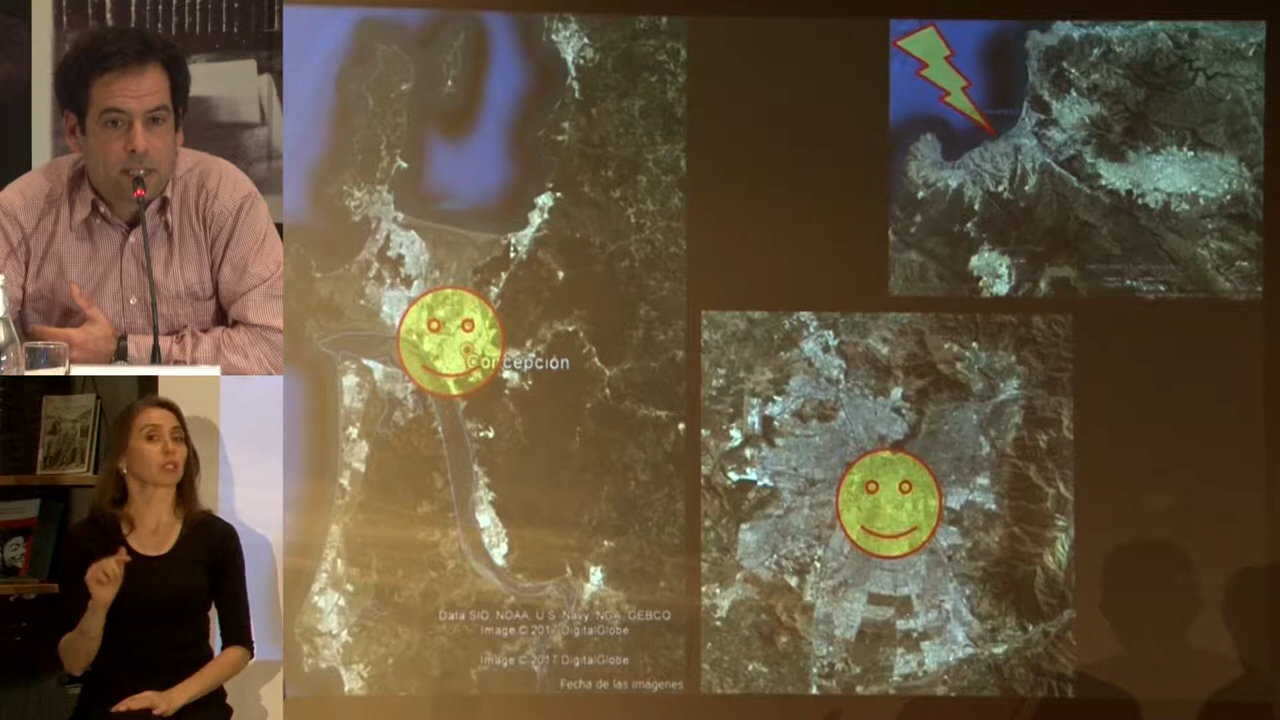 Concepción
Data SIO, NOAA, U.S. Navy, NGA, GEBCO
Image © 2017 DigitalGlobe
Image © 2017 DigitalGlobe
Fecha de las imágenes